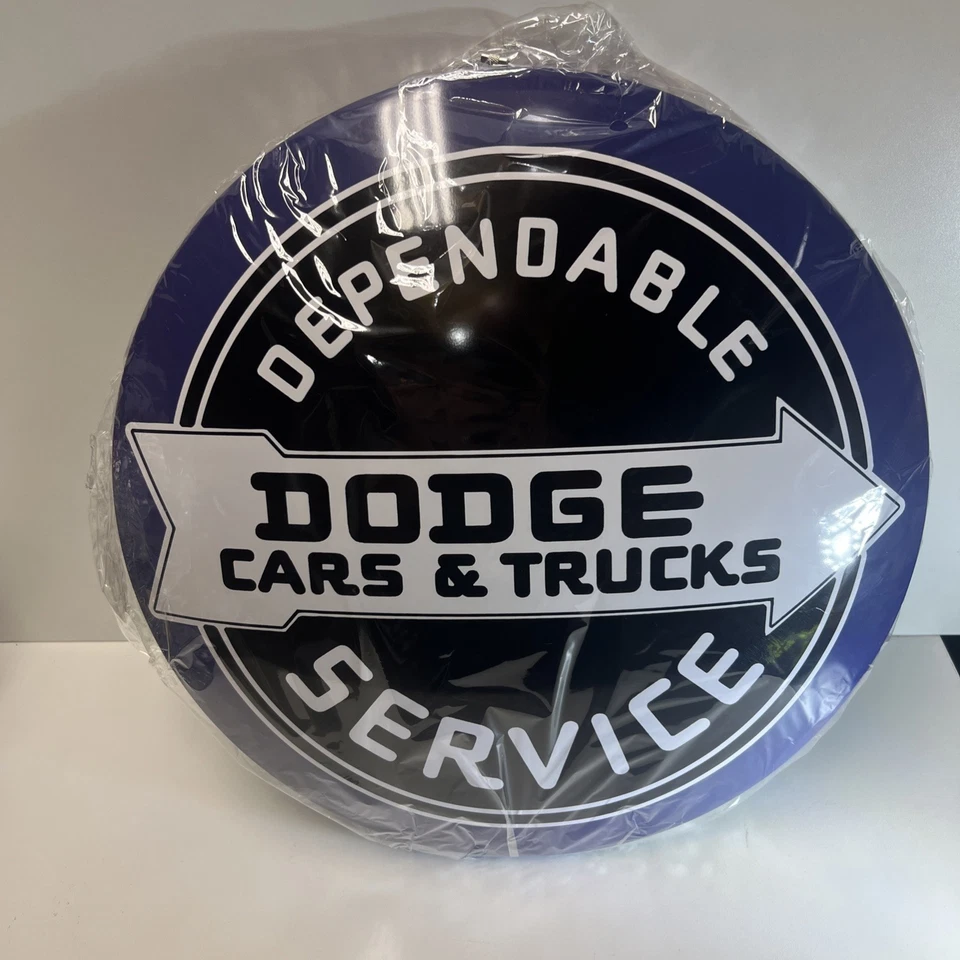 DEPENDABLE
DODGE
CARS & TRUCKS
SERVICE